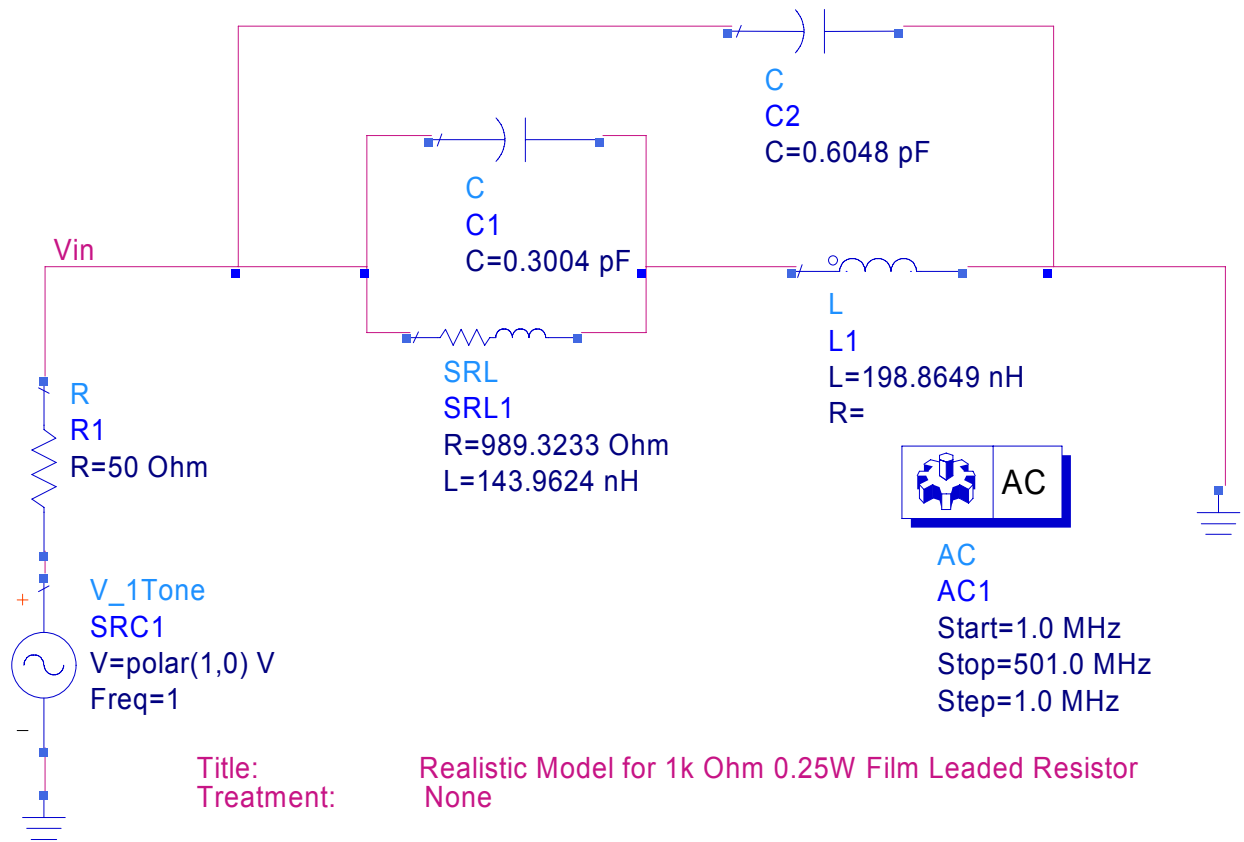 C
C2
C=0.6048 pF
C
C1
C=0.3004 pF
Vin
L
L1
L=198.8649 nH
R=
SRL
SRL1
R=989.3233 Ohm
L=143.9624 nH
R
R1
R=50 Ohm
AC
AC
AC1
Start=1.0 MHz
Stop=501.0 MHz
Step=1.0 MHz
+
V_1Tone
SRC1
V=polar(1,0) V
Freq=1
–
Title: Realistic Model for 1k Ohm 0.25W Film Leaded Resistor
Treatment: None